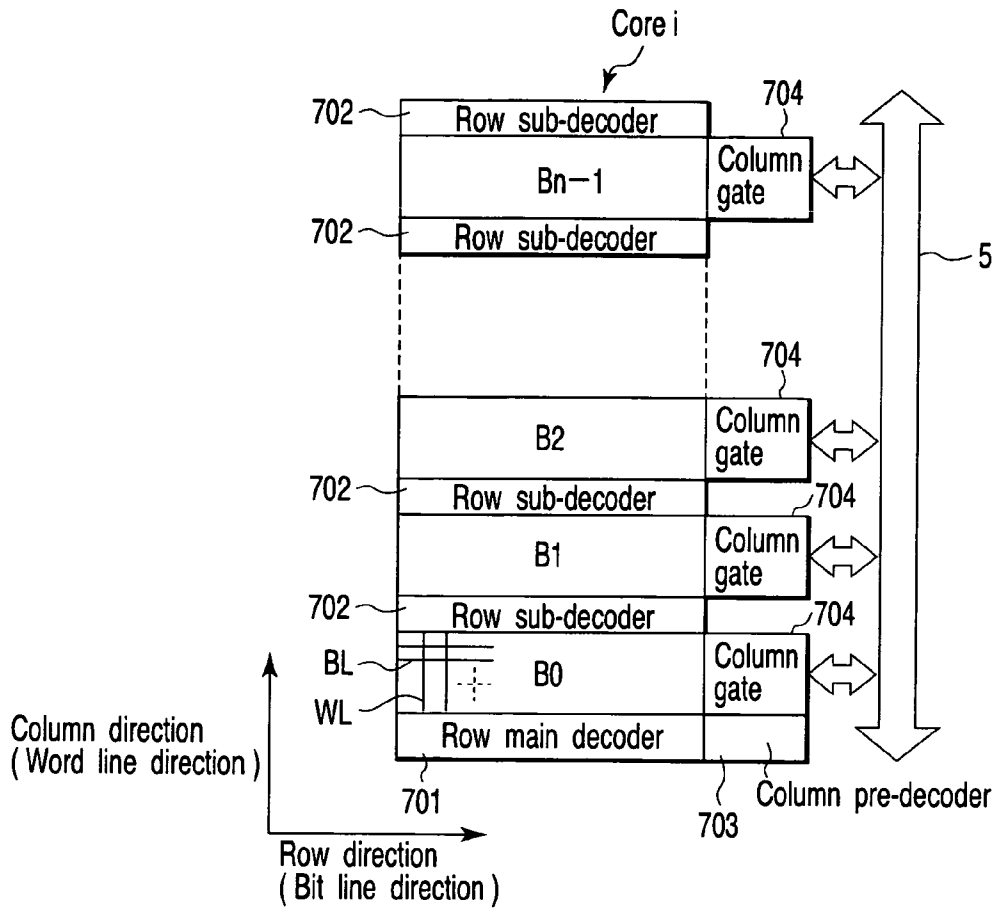 Core i
702
Row sub-decoder
704
Bn-1
Column
gate
702
Row sub-decoder
5
704
B2
Column
gate
702
Row sub-decoder
704
B1
Column
gate
702
Row sub-decoder
704
BL
B0
Column
gate
WL
Column direction
(Word line direction)
Row main decoder
701
703
Column pre-decoder
Row direction
(Bit line direction)